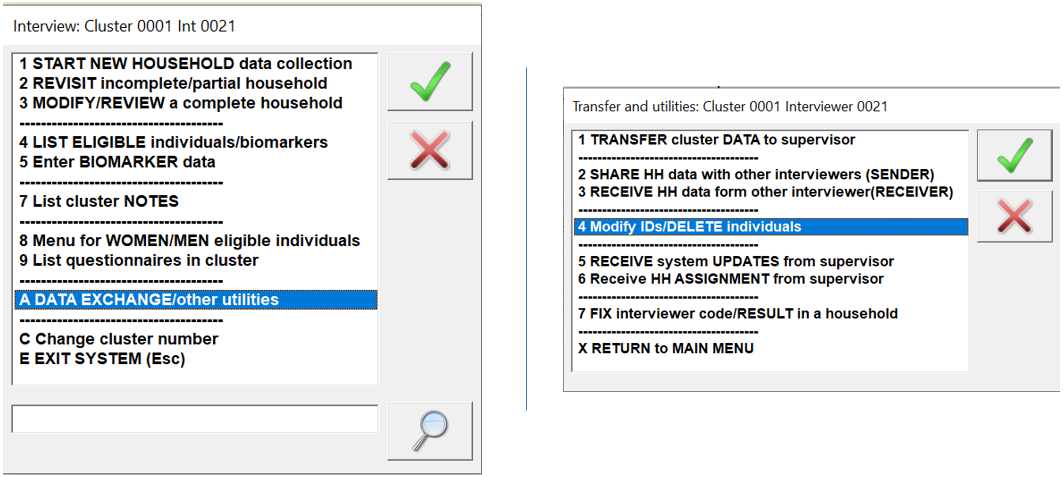 Interview: Cluster 0001 Int 0021
1 START NEW HOUSEHOLD data collection
2 REVISIT incomplete/partial household
3 MODIFY/REVIEW a complete household
--------------------------------------
4 LIST ELIGIBLE individuals/biomarkers
5 Enter BIOMARKER data
--------------------------------------
7 List cluster NOTES
--------------------------------------
8 Menu for WOMEN/MEN eligible individuals
9 List questionnaires in cluster
--------------------------------------
A DATA EXCHANGE/other utilities
--------------------------------------
C Change cluster number
E EXIT SYSTEM (Esc)
Transfer and utilities: Cluster 0001 Interviewer 0021
1 TRANSFER cluster DATA to supervisor
--------------------------------------
2 SHARE HH data with other interviewers (SENDER)
3 RECEIVE HH data form other interviewer(RECEIVER)
--------------------------------------
4 Modify IDs/DELETE individuals
--------------------------------------
5 RECEIVE system UPDATES from supervisor
6 Receive HH ASSIGNMENT from supervisor
--------------------------------------
7 FIX interviewer code/RESULT in a household
--------------------------------------
X RETURN to MAIN MENU